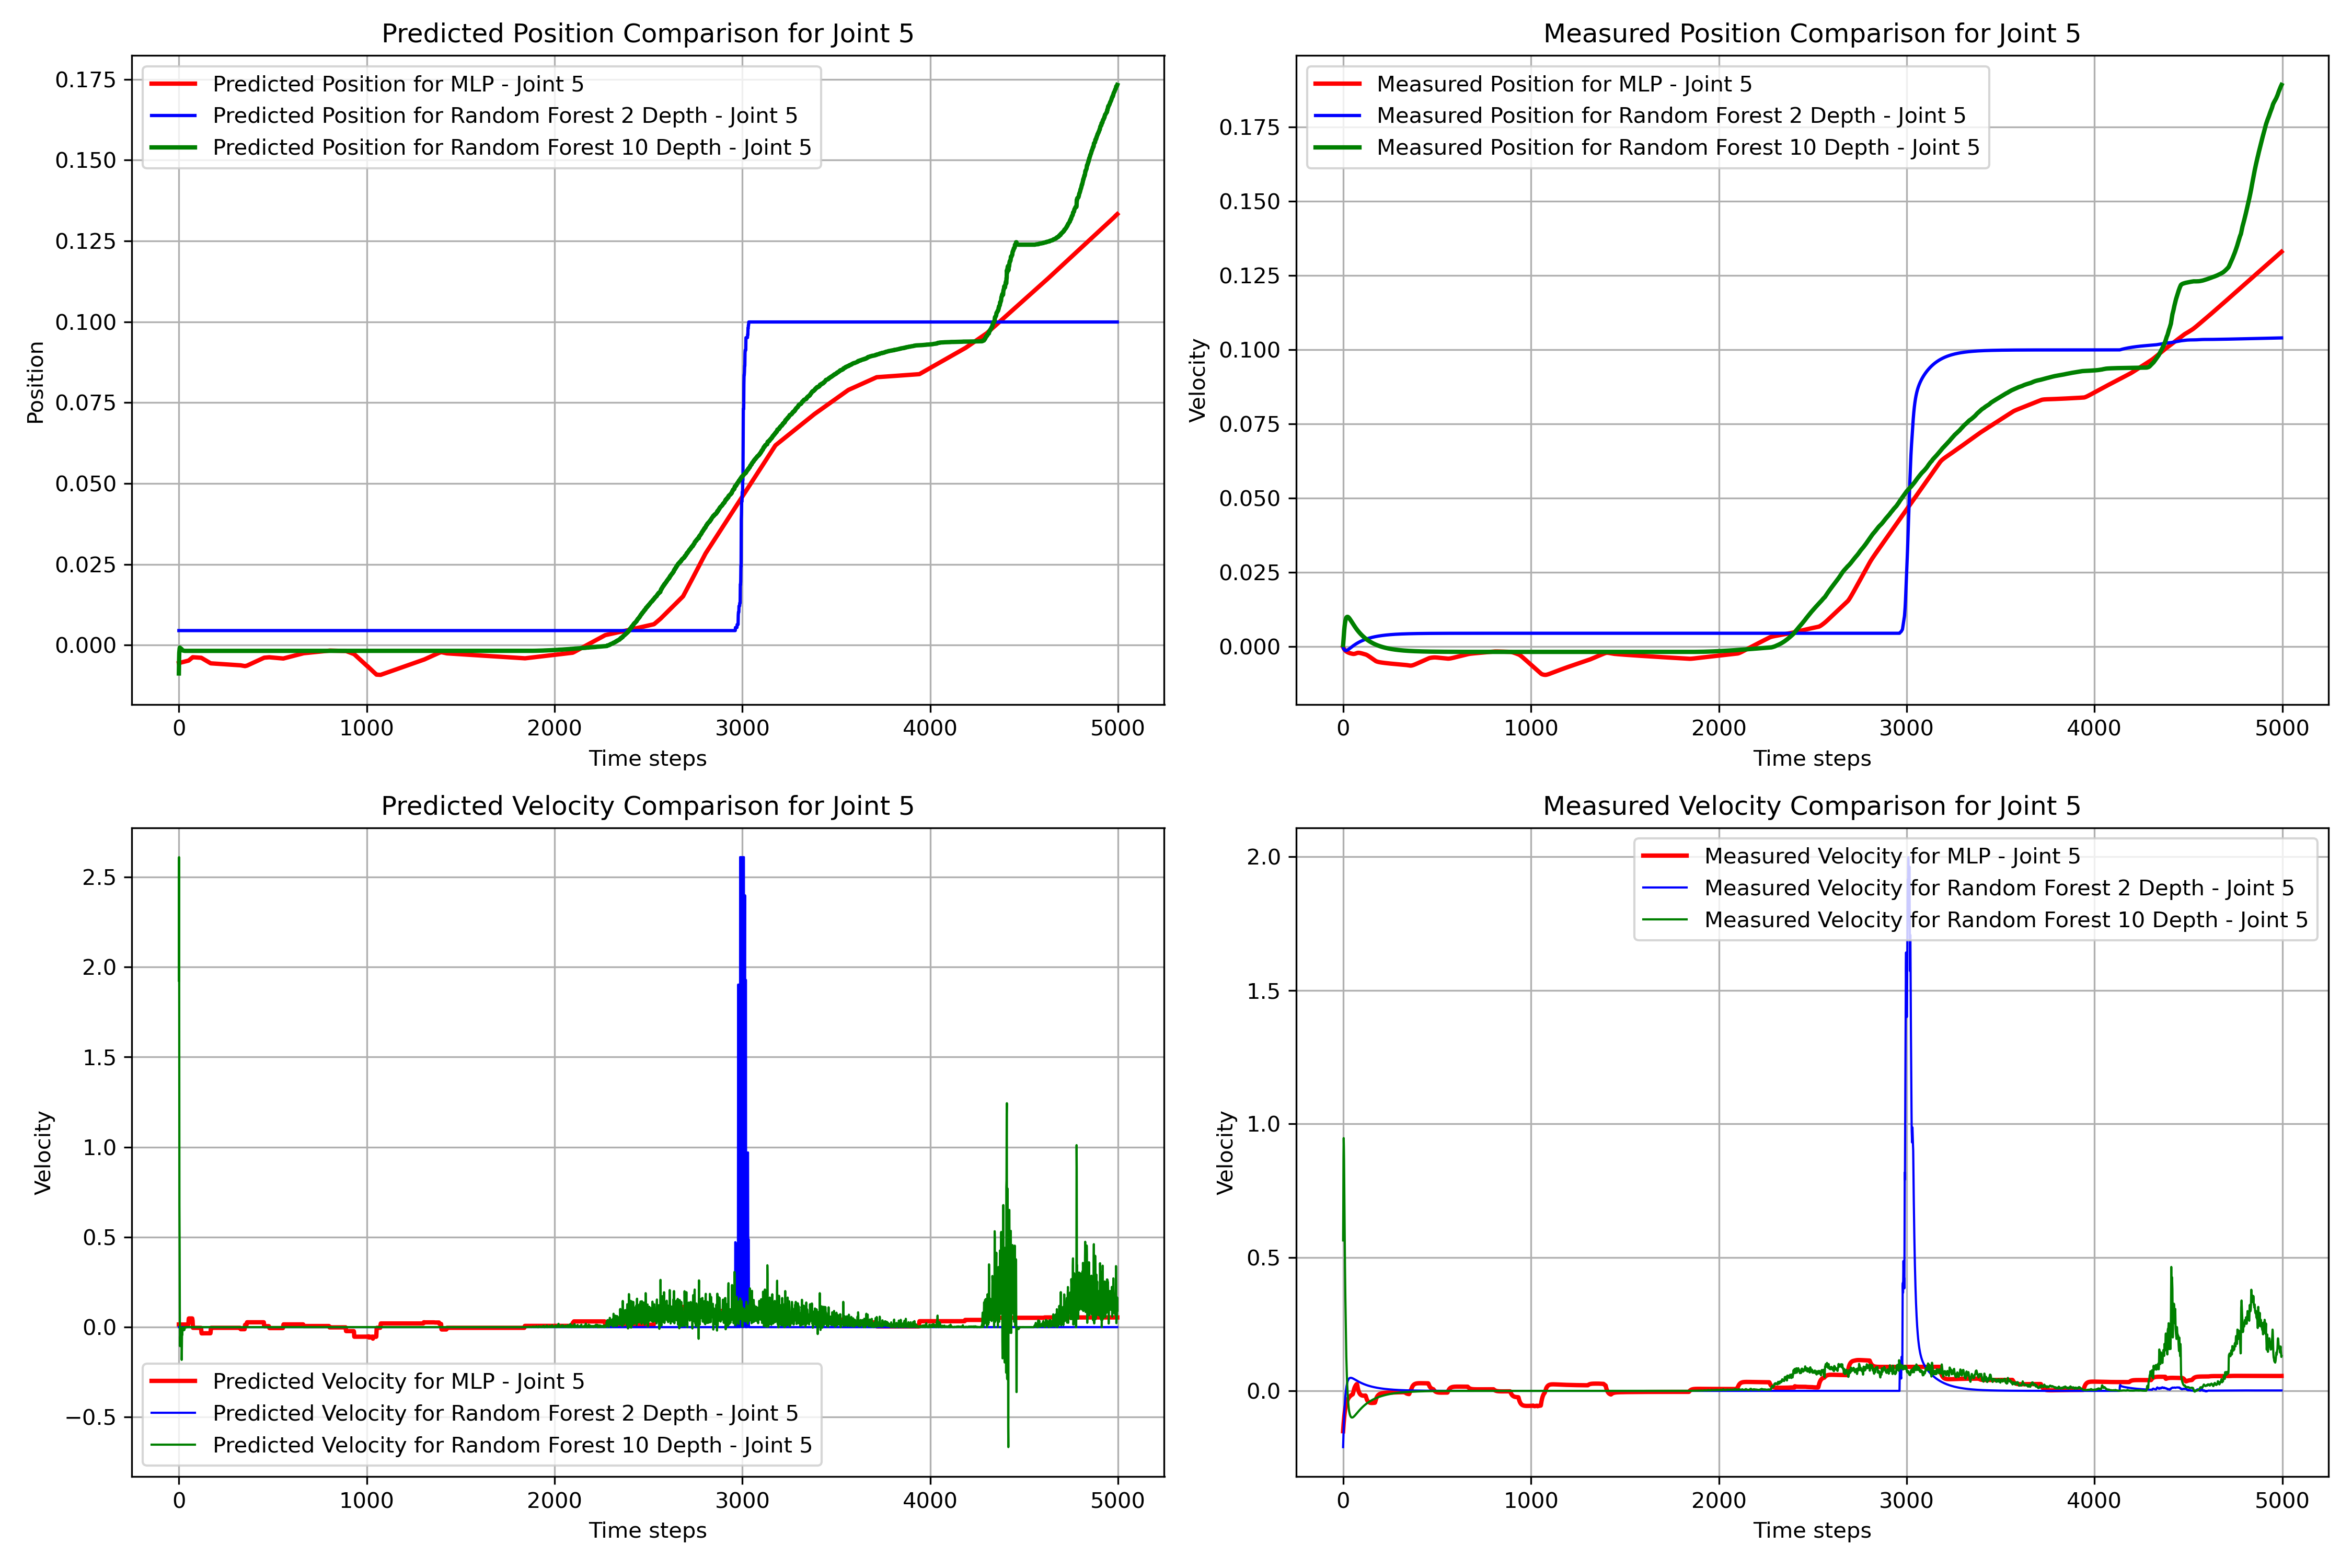 Predicted Position Comparison for Joint 5
Position
0.175
0.150
0.125
0.100
0.075
0.050
0.025
0.000
Predicted Position for MLP - Joint 5
Predicted Position for Random Forest 2 Depth - Joint 5
Predicted Position for Random Forest 10 Depth - Joint 5
0 1000 2000 3000 4000 5000
Time steps
Measured Position Comparison for Joint 5
Velocity
0.175
0.150
0.125
0.100
0.075
0.050
0.025
0.000
Measured Position for MLP - Joint 5
Measured Position for Random Forest 2 Depth - Joint 5
Measured Position for Random Forest 10 Depth - Joint 5
0 1000 2000 3000 4000 5000
Time steps
Predicted Velocity Comparison for Joint 5
Velocity
2.5
2.0
1.5
1.0
0.5
0.0
−0.5
Predicted Velocity for MLP - Joint 5
Predicted Velocity for Random Forest 2 Depth - Joint 5
Predicted Velocity for Random Forest 10 Depth - Joint 5
0 1000 2000 3000 4000 5000
Time steps
Measured Velocity Comparison for Joint 5
Velocity
2.0
1.5
1.0
0.5
0.0
Measured Velocity for MLP - Joint 5
Measured Velocity for Random Forest 2 Depth - Joint 5
Measured Velocity for Random Forest 10 Depth - Joint 5
0 1000 2000 3000 4000 5000
Time steps